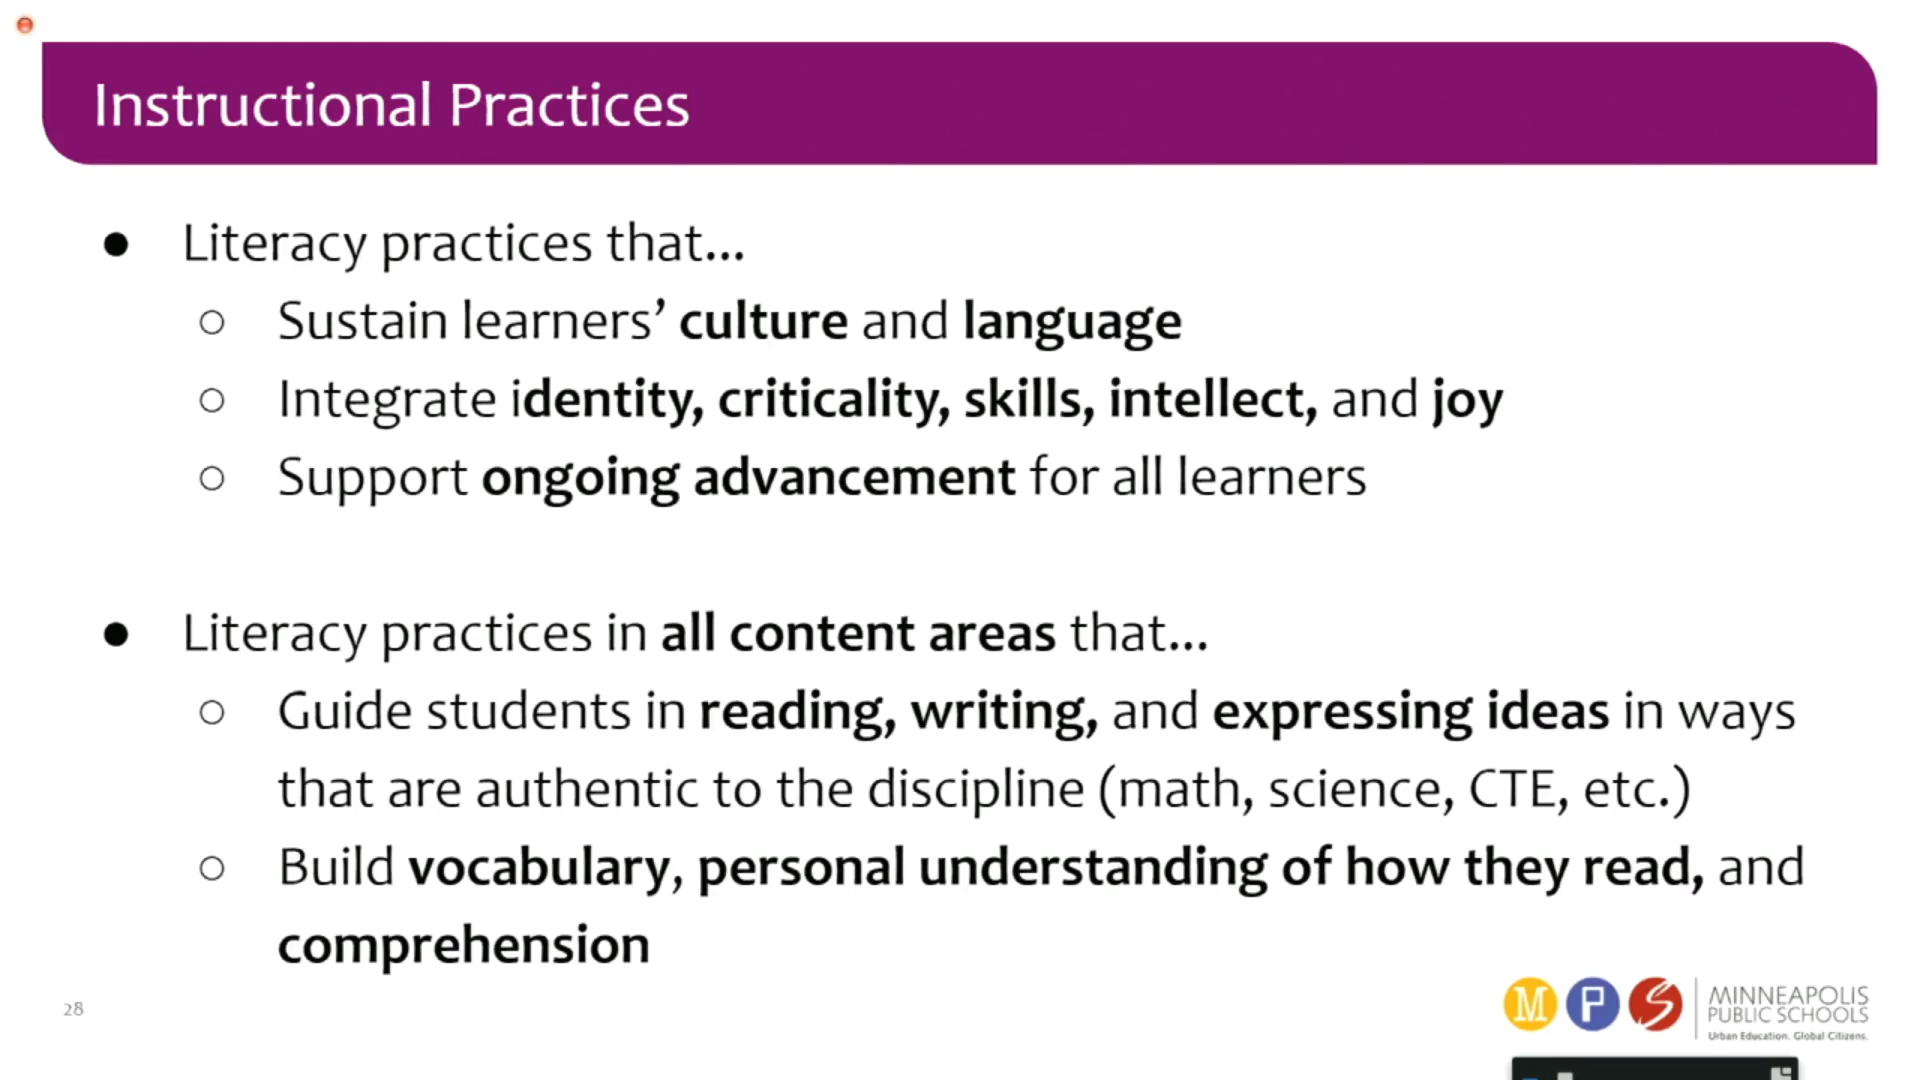 Instructional Practices
● Literacy practices that...
○ Sustain learners’ culture and language
○ Integrate identity, criticality, skills, intellect, and joy
○ Support ongoing advancement for all learners
● Literacy practices in all content areas that...
○ Guide students in reading, writing, and expressing ideas in ways
that are authentic to the discipline (math, science, CTE, etc.)
○ Build vocabulary, personal understanding of how they read, and
comprehension
28
M P S
MINNEAPOLIS
PUBLIC SCHOOLS
Urban Education. Global Citizens.